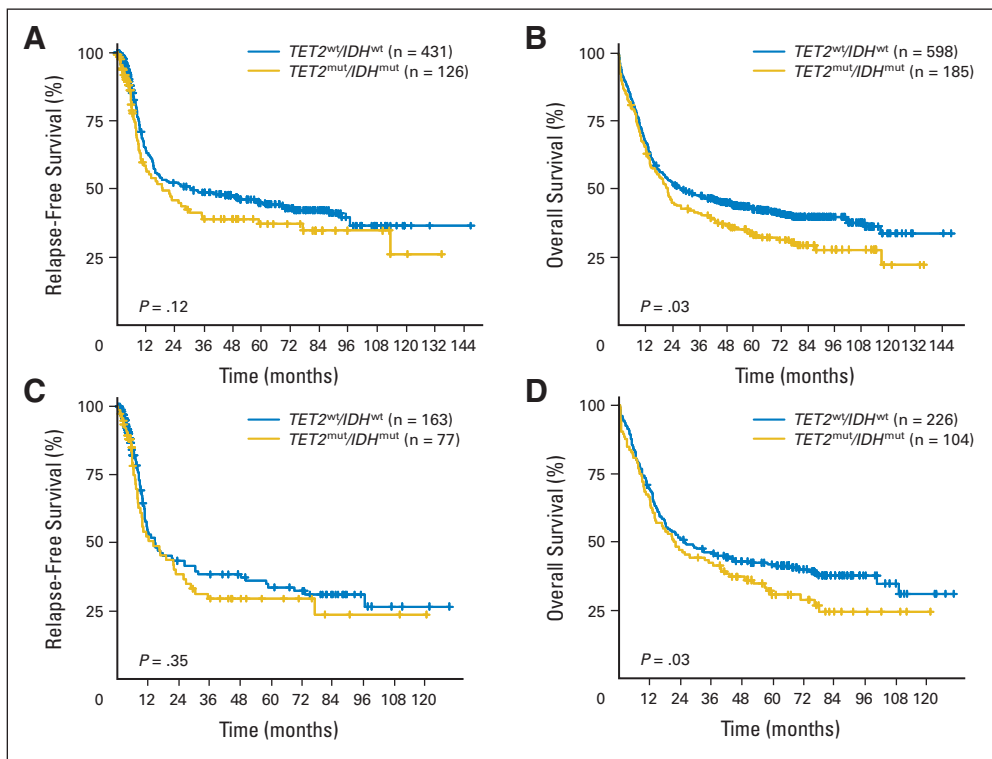 A
TET2wt/IDHwt (n = 431)
TET2mut/IDHmut (n = 126)
Relapse-Free Survival (%)
100
75
50
25
P = .12
0 12 24 36 48 60 72 84 96 108 120 132 144
Time (months)
B
TET2wt/IDHwt (n = 598)
TET2mut/IDHmut (n = 185)
Overall Survival (%)
100
75
50
25
P = .03
0 12 24 36 48 60 72 84 96 108 120 132 144
Time (months)
C
TET2wt/IDHwt (n = 163)
TET2mut/IDHmut (n = 77)
Relapse-Free Survival (%)
100
75
50
25
P = .35
0 12 24 36 48 60 72 84 96 108 120
Time (months)
D
TET2wt/IDHwt (n = 226)
TET2mut/IDHmut (n = 104)
Overall Survival (%)
100
75
50
25
P = .03
0 12 24 36 48 60 72 84 96 108 120
Time (months)